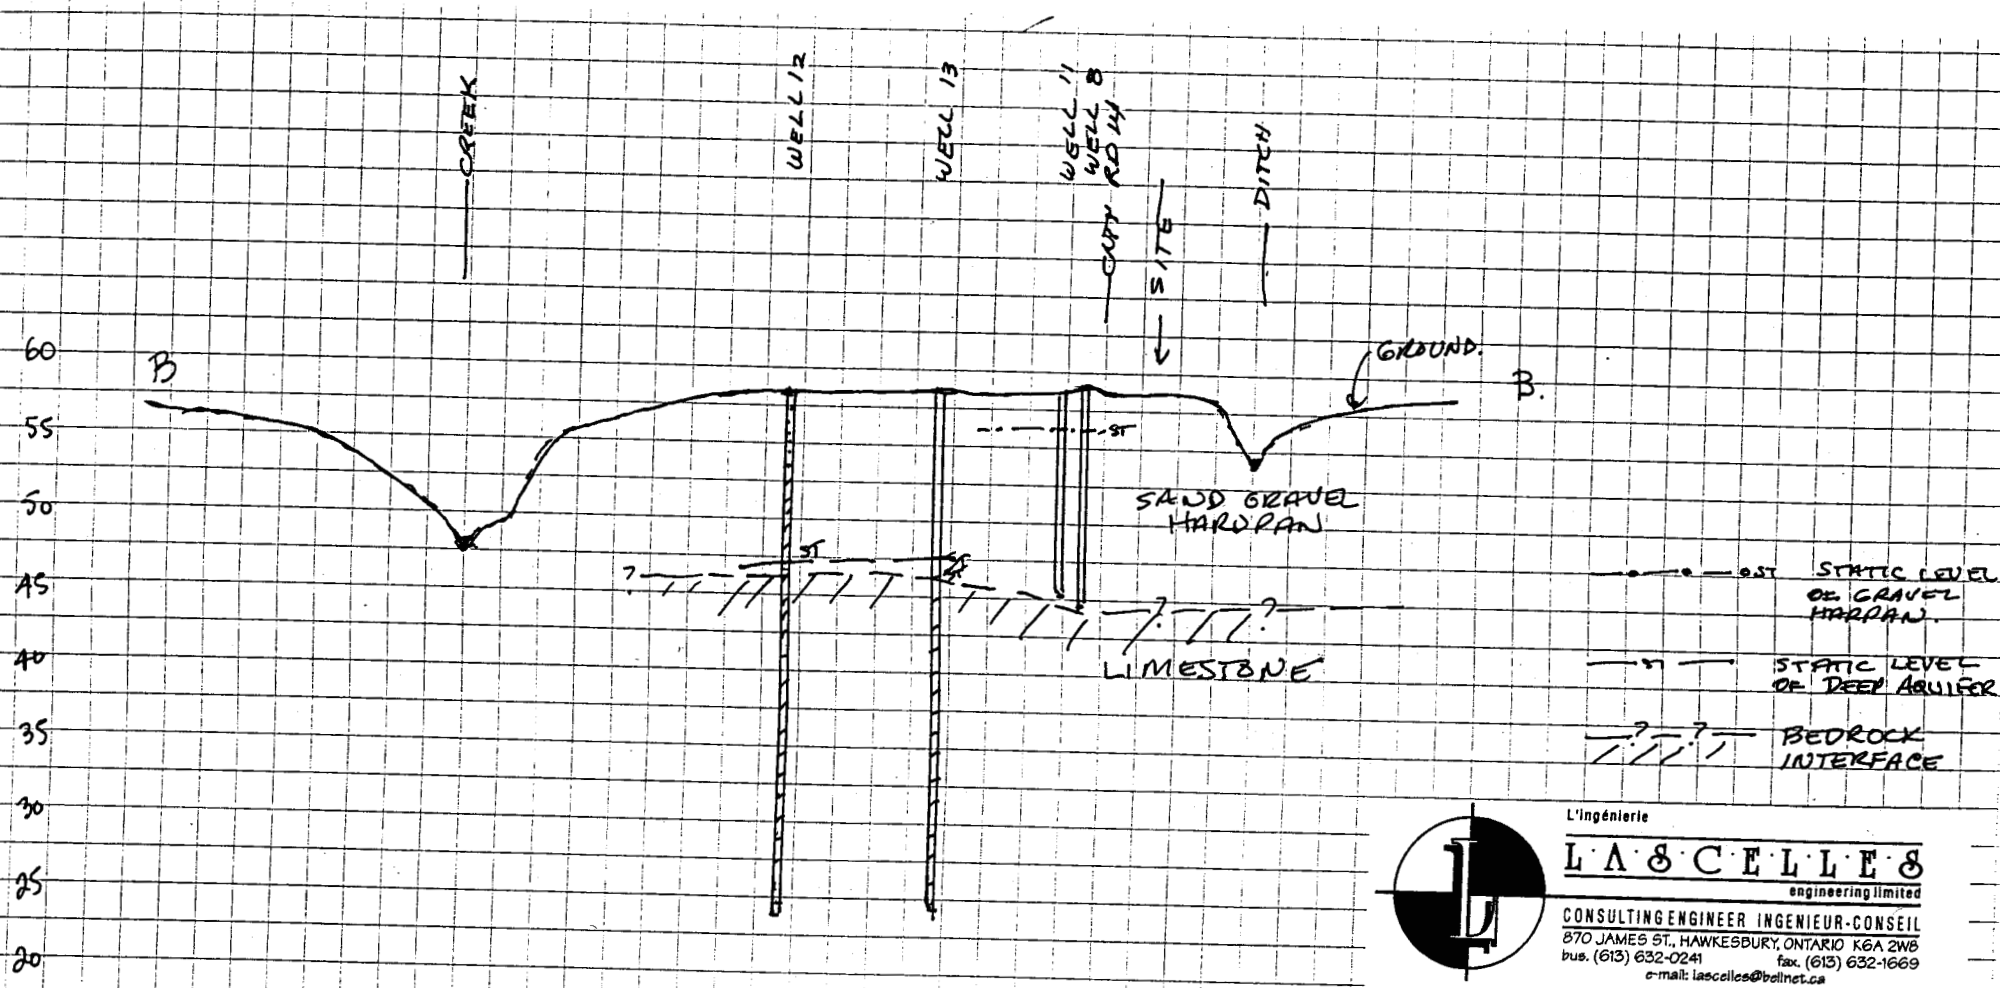 CREEK
WELL 12
WELL 13
WELL 11
WELL 8
CNTY RD 14
SITE
DITCH
60
B
GROUND.
B.
55
ST
50
SAND GRAVEL
HARDPAN
ST
?
45
? ?
40
LIMESTONE
35
30
25
20
ST STATIC LEVEL
OF GRAVEL
HARPAN.
ST STATIC LEVEL
OF DEEP AQUIFER
? ? BEDROCK
INTERFACE
L'ingénierie
L·A·S·C·E·L·L·E·S
engineering limited
CONSULTING ENGINEER INGENIEUR-CONSEIL
870 JAMES ST., HAWKESBURY, ONTARIO K6A 2W8
bus. (613) 632-0241 fax. (613) 632-1669
e-mail: lascelles@bellnet.ca